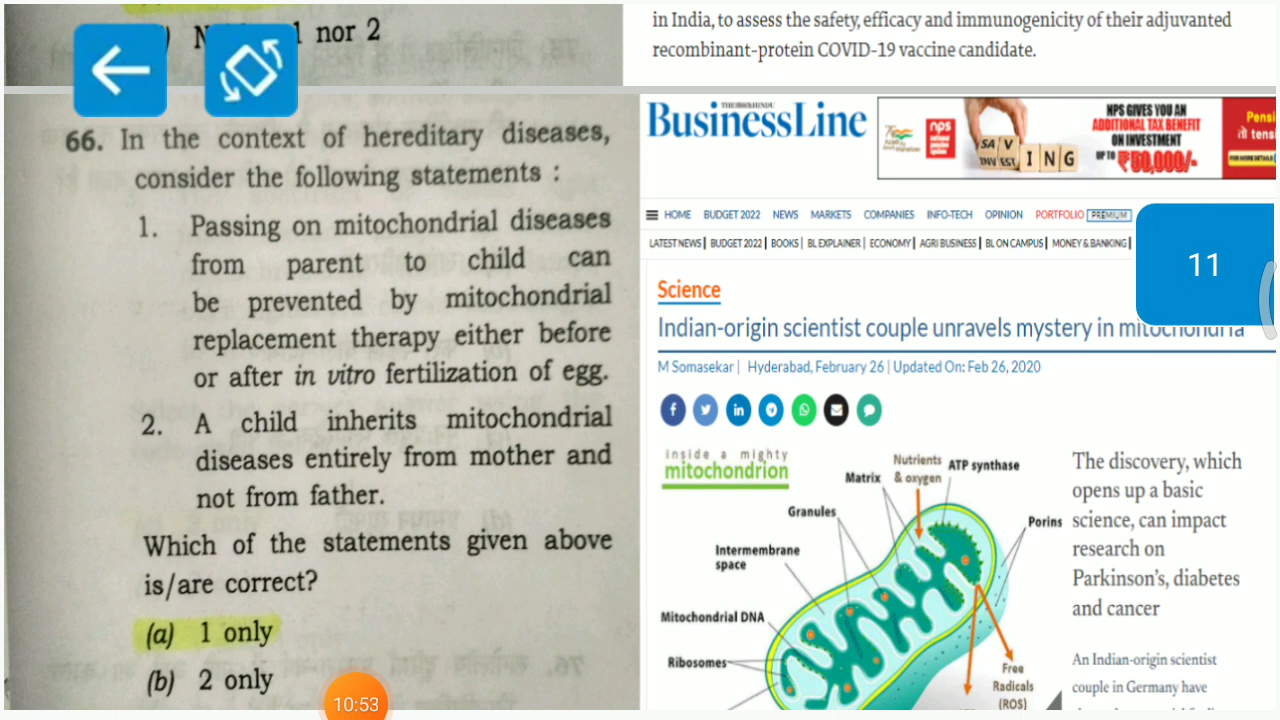 N 1 nor 2
66. In the context of hereditary diseases,
consider the following statements :
1. Passing on mitochondrial diseases
from parent to child can
be prevented by mitochondrial
replacement therapy either before
or after in vitro fertilization of egg.
2. A child inherits mitochondrial
diseases entirely from mother and
not from father.
Which of the statements given above
is/are correct?
(a) 1 only
(b) 2 only
10:53
in India, to assess the safety, efficacy and immunogenicity of their adjuvanted
recombinant-protein COVID-19 vaccine candidate.
THE HINDU
BusinessLine
nps
SA V
INV EST ING
NPS GIVES YOU AN
ADDITIONAL TAX BENEFIT
ON INVESTMENT
UP TO ₹50,000/-
Pensi
HOME BUDGET 2022 NEWS MARKETS COMPANIES INFO-TECH OPINION PORTFOLIO PREMIUM
LATEST NEWS | BUDGET 2022 | BOOKS | BL EXPLAINER | ECONOMY | AGRI BUSINESS | BL ON CAMPUS | MONEY & BANKING |
11
Science
Indian-origin scientist couple unravels mystery in mitochondria
M Somasekar | Hyderabad, February 26 | Updated On: Feb 26, 2020
inside a mighty
mitochondrion
Nutrients
& oxygen
ATP synthase
Matrix
Granules
Porins
Intermembrane
space
Mitochondrial DNA
Ribosomes
Free
Radicals
(ROS)
The discovery, which
opens up a basic
science, can impact
research on
Parkinson's, diabetes
and cancer
An Indian-origin scientist
couple in Germany have